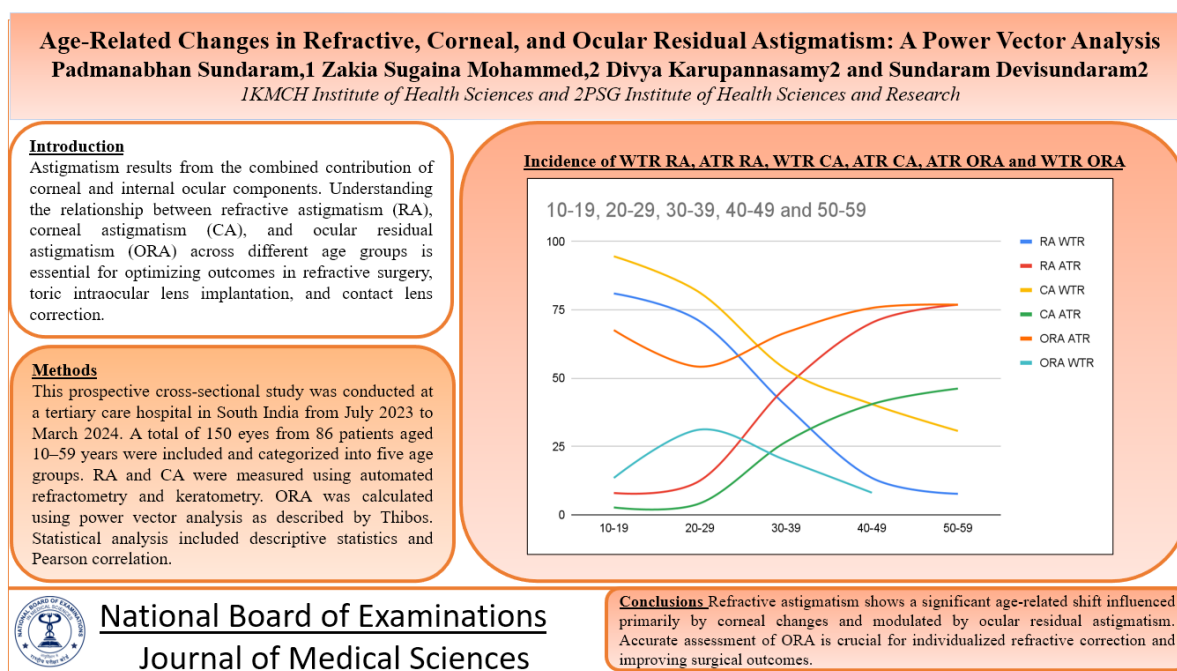 Age-Related Changes in Refractive, Corneal, and Ocular Residual Astigmatism: A Power Vector Analysis
Padmanabhan Sundaram,1 Zakia Sugaina Mohammed,2 Divya Karupannasamy2 and Sundaram Devisundaram2
1KMCH Institute of Health Sciences and 2PSG Institute of Health Sciences and Research
Introduction
Astigmatism results from the combined contribution of
corneal and internal ocular components. Understanding
the relationship between refractive astigmatism (RA),
corneal astigmatism (CA), and ocular residual
astigmatism (ORA) across different age groups is
essential for optimizing outcomes in refractive surgery,
toric intraocular lens implantation, and contact lens
correction.
Methods
This prospective cross-sectional study was conducted at
a tertiary care hospital in South India from July 2023 to
March 2024. A total of 150 eyes from 86 patients aged
10–59 years were included and categorized into five age
groups. RA and CA were measured using automated
refractometry and keratometry. ORA was calculated
using power vector analysis as described by Thibos.
Statistical analysis included descriptive statistics and
Pearson correlation.
Incidence of WTR RA, ATR RA, WTR CA, ATR CA, ATR ORA and WTR ORA
10-19, 20-29, 30-39, 40-49 and 50-59
100
75
50
25
0
10-19 20-29 30-39 40-49 50-59
RA WTR
RA ATR
CA WTR
CA ATR
ORA ATR
ORA WTR
National Board of Examinations
Journal of Medical Sciences
Conclusions Refractive astigmatism shows a significant age-related shift influenced
primarily by corneal changes and modulated by ocular residual astigmatism.
Accurate assessment of ORA is crucial for individualized refractive correction and
improving surgical outcomes.